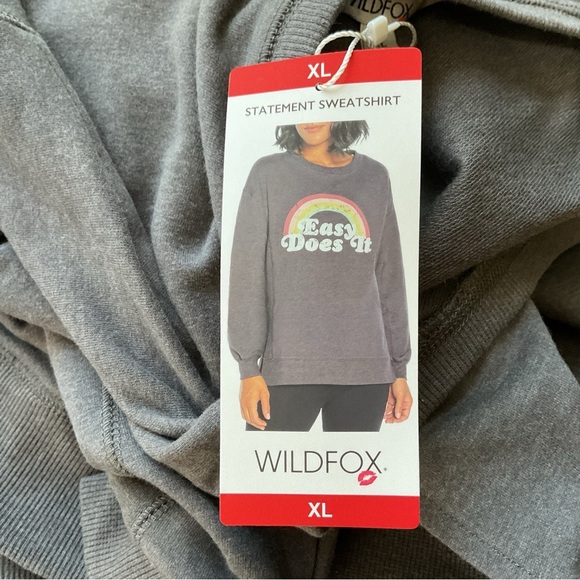 WILDFOX
XL
STATEMENT SWEATSHIRT
Easy
Does It
WILDFOX®
XL